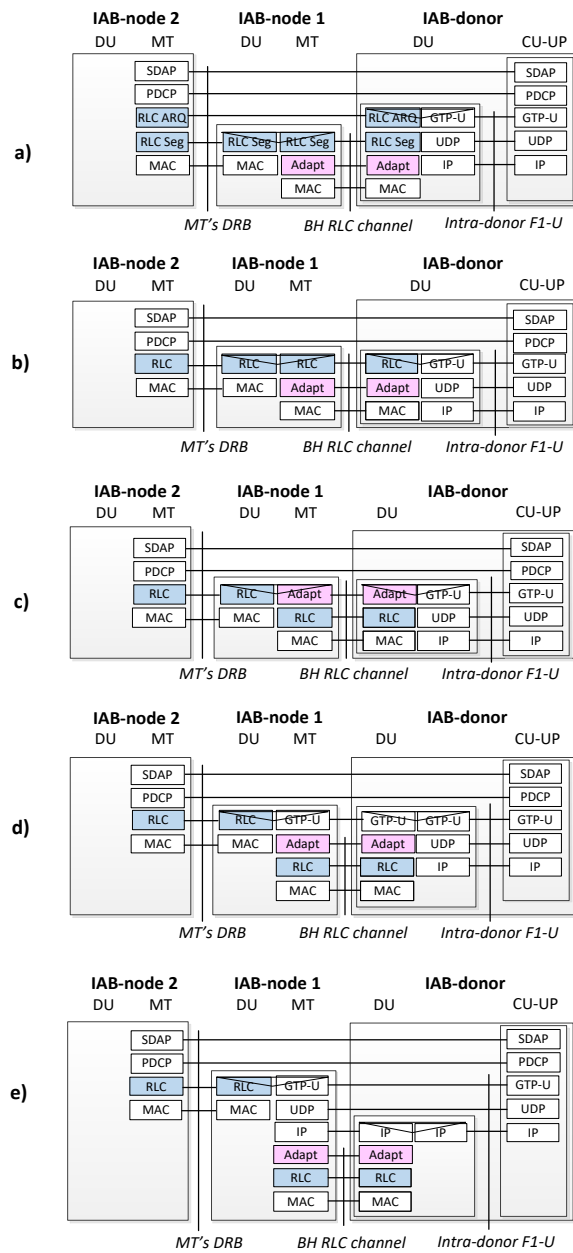 IAB-node 2 IAB-node 1 IAB-donor
DU MT DU MT DU CU-UP
SDAP SDAP
PDCP PDCP
RLC ARQ RLC ARQ GTP-U GTP-U
a) RLC Seg RLC Seg RLC Seg RLC Seg UDP UDP
MAC MAC Adapt Adapt IP IP
MAC MAC
MT's DRB BH RLC channel Intra-donor F1-U
IAB-node 2 IAB-node 1 IAB-donor
DU MT DU MT DU CU-UP
SDAP SDAP
PDCP PDCP
b) RLC RLC RLC RLC GTP-U GTP-U
MAC MAC Adapt Adapt UDP UDP
MAC MAC IP IP
MT's DRB BH RLC channel Intra-donor F1-U
IAB-node 2 IAB-node 1 IAB-donor
DU MT DU MT DU CU-UP
SDAP SDAP
PDCP PDCP
c) RLC RLC Adapt Adapt GTP-U GTP-U
MAC MAC RLC RLC UDP UDP
MAC MAC IP IP
MT's DRB BH RLC channel Intra-donor F1-U
IAB-node 2 IAB-node 1 IAB-donor
DU MT DU MT DU CU-UP
SDAP SDAP
PDCP PDCP
d) RLC RLC GTP-U GTP-U GTP-U GTP-U
MAC MAC Adapt Adapt UDP UDP
RLC RLC IP IP
MAC MAC
MT's DRB BH RLC channel Intra-donor F1-U
IAB-node 2 IAB-node 1 IAB-donor
DU MT DU MT DU CU-UP
SDAP SDAP
PDCP PDCP
e) RLC RLC GTP-U GTP-U
MAC MAC UDP UDP
IP IP IP IP
Adapt Adapt
RLC RLC
MAC MAC
MT's DRB BH RLC channel Intra-donor F1-U